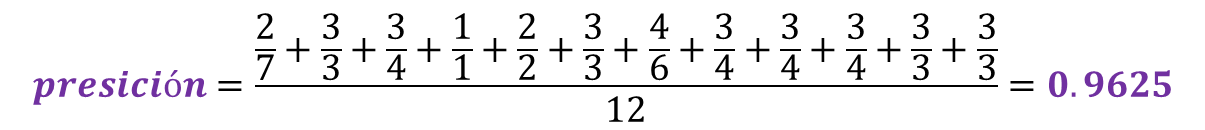 presición = (2/7 + 3/3 + 3/4 + 1/1 + 2/2 + 3/3 + 4/6 + 3/4 + 3/4 + 3/4 + 3/3 + 3/3) / 12 = 0.9625